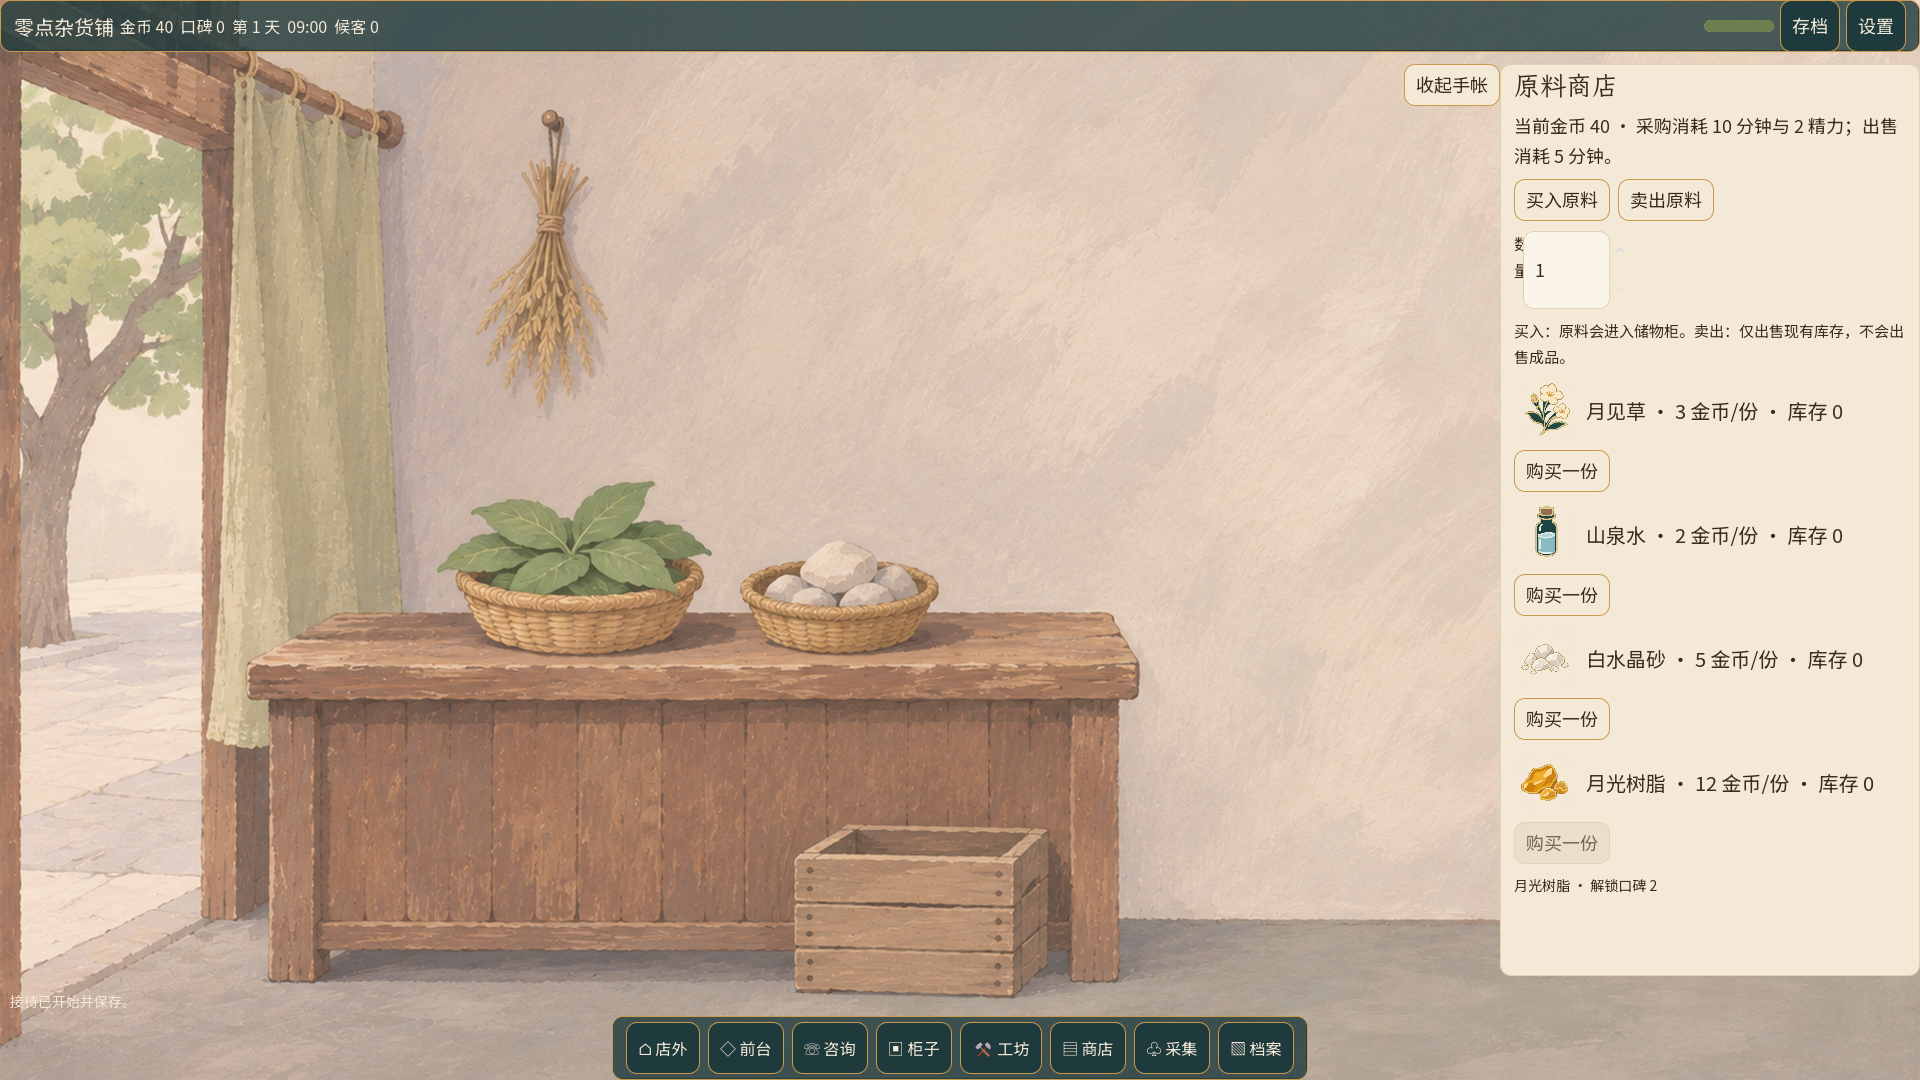 零点杂货铺 金币 40 口碑 0 第 1 天 09:00 候客 0
存档
设置
收起手帐
原料商店
当前金币 40 · 采购消耗 10 分钟与 2 精力；出售
消耗 5 分钟。
买入原料
卖出原料
数量
1
买入：原料会进入储物柜。卖出：仅出售现有库存，不会出
售成品。
月见草 · 3 金币/份 · 库存 0
购买一份
山泉水 · 2 金币/份 · 库存 0
购买一份
白水晶砂 · 5 金币/份 · 库存 0
购买一份
月光树脂 · 12 金币/份 · 库存 0
购买一份
月光树脂 · 解锁口碑 2
接待已开始并保存。
店外
前台
咨询
柜子
工坊
商店
采集
档案